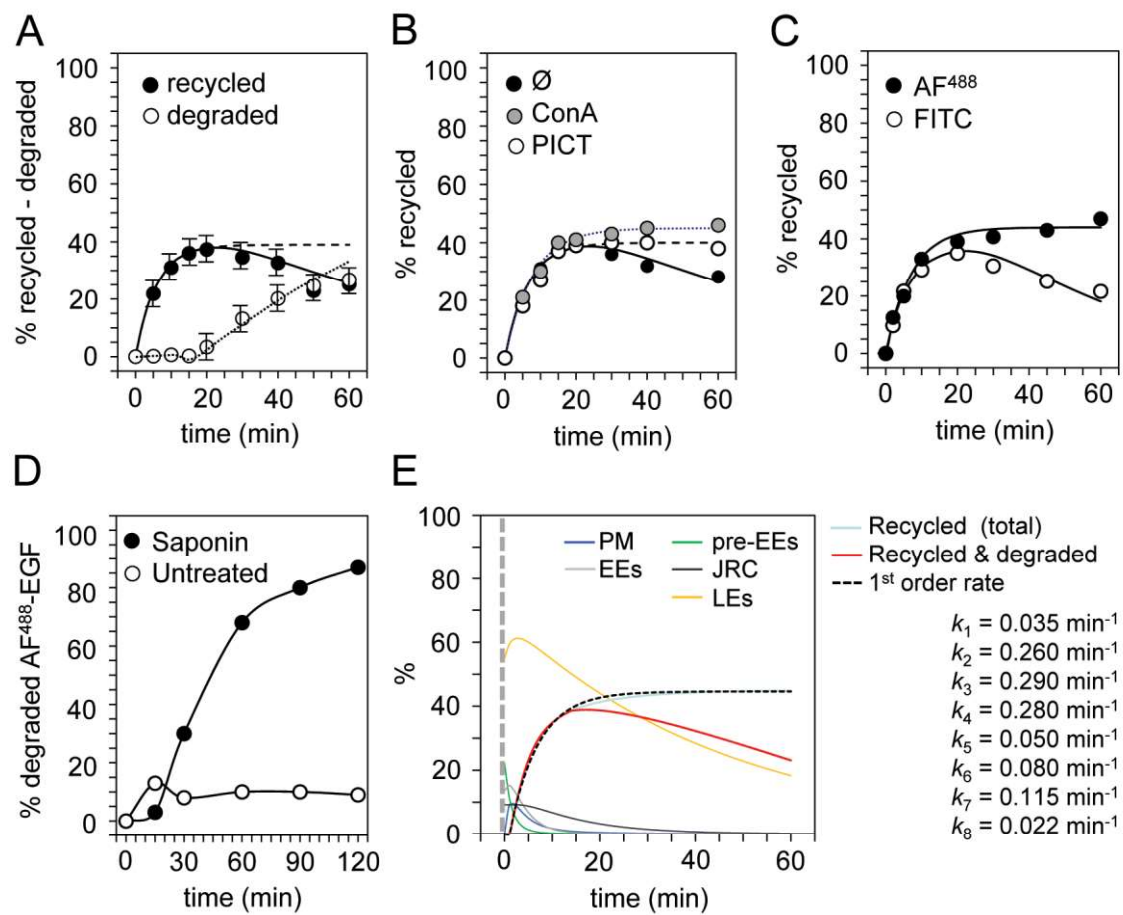 A
100
80
60
40
20
0
% recycled - degraded
recycled
degraded
0 20 40 60
time (min)
B
100
80
60
40
20
0
% recycled
Ø
ConA
PICT
0 20 40 60
time (min)
C
100
80
60
40
20
0
% recycled
AF⁴⁸⁸
FITC
0 20 40 60
time (min)
D
100
80
60
40
20
0
% degraded AF⁴⁸⁸-EGF
Saponin
Untreated
0 30 60 90 120
time (min)
E
100
80
60
40
20
0
%
PM pre-EEs
EEs JRC
LEs
0 20 40 60
time (min)
Recycled (total)
Recycled & degraded
1ˢᵗ order rate
k₁ = 0.035 min⁻¹
k₂ = 0.260 min⁻¹
k₃ = 0.290 min⁻¹
k₄ = 0.280 min⁻¹
k₅ = 0.050 min⁻¹
k₆ = 0.080 min⁻¹
k₇ = 0.115 min⁻¹
k₈ = 0.022 min⁻¹